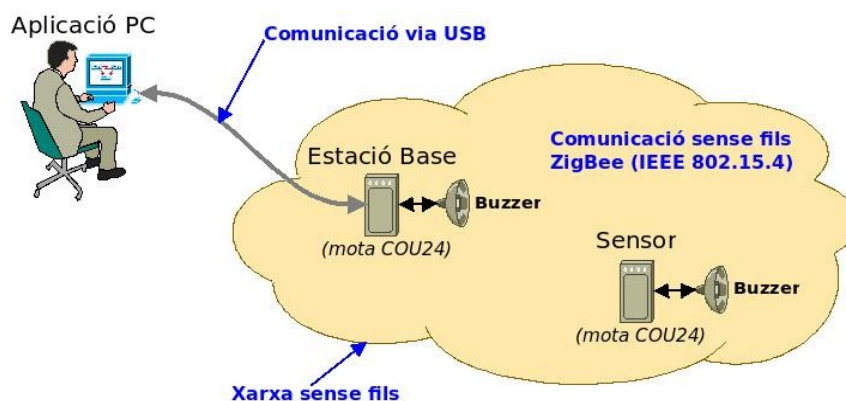 Aplicació PC
Comunicació via USB
Comunicació sense fils
ZigBee (IEEE 802.15.4)
Estació Base
Buzzer
(mota COU24)
Sensor
Buzzer
(mota COU24)
Xarxa sense fils